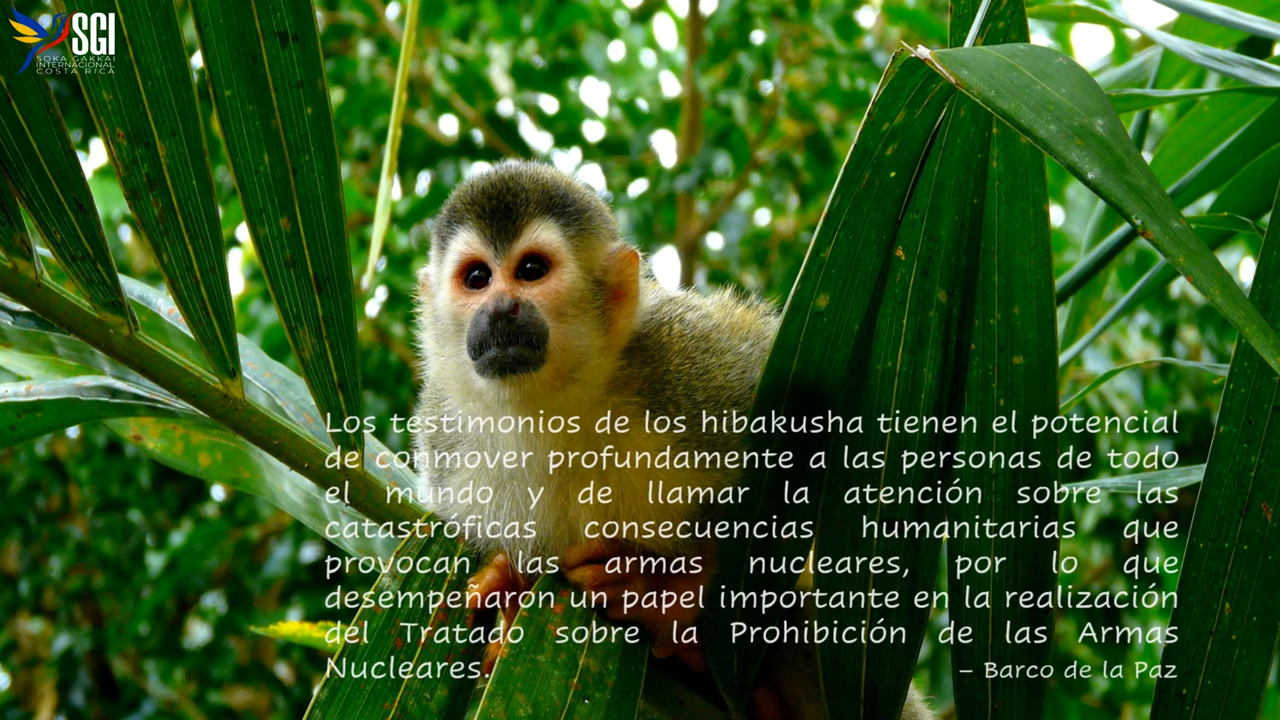 SGI
SOKA GAKKAI
INTERNACIONAL
COSTA RICA
Los testimonios de los hibakusha tienen el potencial
de conmover profundamente a las personas de todo
el mundo y de llamar la atención sobre las
catastróficas consecuencias humanitarias que
provocan las armas nucleares, por lo que
desempeñaron un papel importante en la realización
del Tratado sobre la Prohibición de las Armas
Nucleares.
– Barco de la Paz